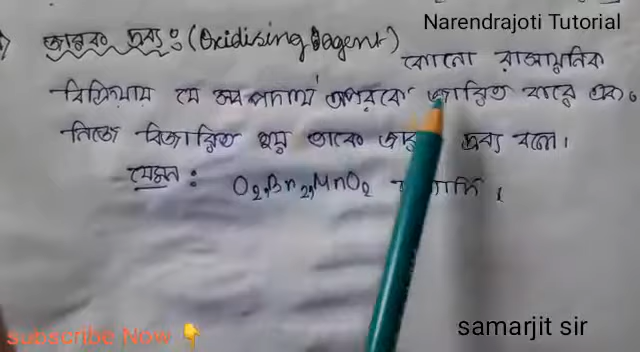 Narendrajoti Tutorial
জারক দ্রব্য : (Oxidising Agent)
কোনো রাসায়নিক
বিক্রিয়ায় যে সব পদার্থ অপরকে জারিত করে এবং
নিজে বিজারিত হয় তাকে জারক দ্রব্য বলে।
যেমন : O2, Br2, MnO2
samarjit sir
subscribe Now 👇